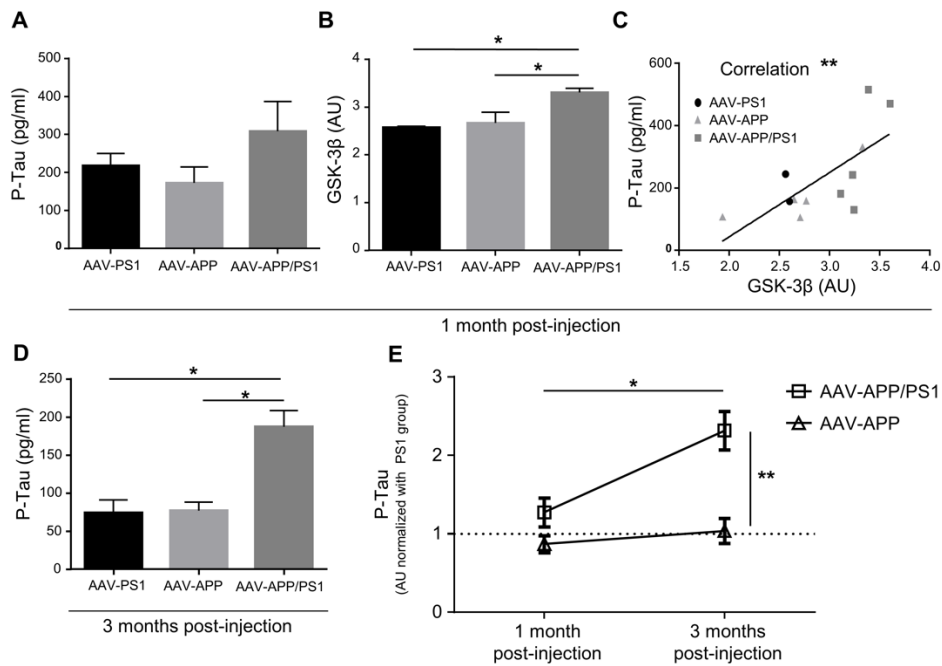 A
P-Tau (pg/ml)
500
400
300
200
100
0
AAV-PS1 AAV-APP AAV-APP/PS1
B
GSK-3β (AU)
4
3
2
1
0
*
*
AAV-PS1 AAV-APP AAV-APP/PS1
C
Correlation **
AAV-PS1
AAV-APP
AAV-APP/PS1
P-Tau (pg/ml)
600
400
200
0
1.5 2.0 2.5 3.0 3.5 4.0
GSK-3β (AU)
1 month post-injection
D
P-Tau (pg/ml)
250
200
150
100
50
0
*
*
AAV-PS1 AAV-APP AAV-APP/PS1
3 months post-injection
E
P-Tau
(AU normalized with PS1 group)
3
2
1
0
*
**
AAV-APP/PS1
AAV-APP
1 month
post-injection
3 months
post-injection